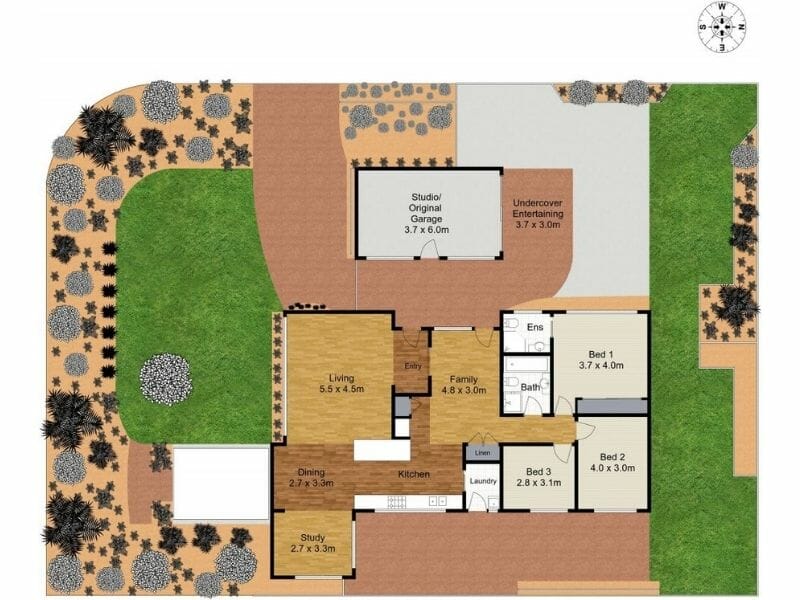 W
S
N
E
Studio/
Original
Garage
3.7 x 6.0m
Undercover
Entertaining
3.7 x 3.0m
Ens
Bed 1
3.7 x 4.0m
Living
5.5 x 4.5m
Entry
Family
4.8 x 3.0m
Bath
Linen
Bed 2
4.0 x 3.0m
Dining
2.7 x 3.3m
Kitchen
Laundry
Bed 3
2.8 x 3.1m
Study
2.7 x 3.3m